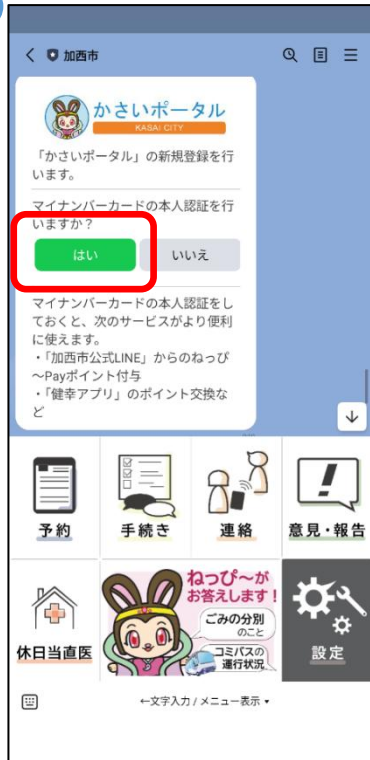 加西市
かさいポータル
KASAI CITY
「かさいポータル」の新規登録を行
います。
マイナンバーカードの本人認証を行
いますか？
はい
いいえ
マイナンバーカードの本人認証をし
ておくと、次のサービスがより便利
に使えます。
・「加西市公式LINE」からのねっぴ
～Payポイント付与
・「健幸アプリ」のポイント交換な
ど
予約
手続き
連絡
意見・報告
休日当直医
ねっぴ～が
お答えします！
ごみの分別
のこと
コミバスの
運行状況
設定
←文字入力 / メニュー表示 ▾